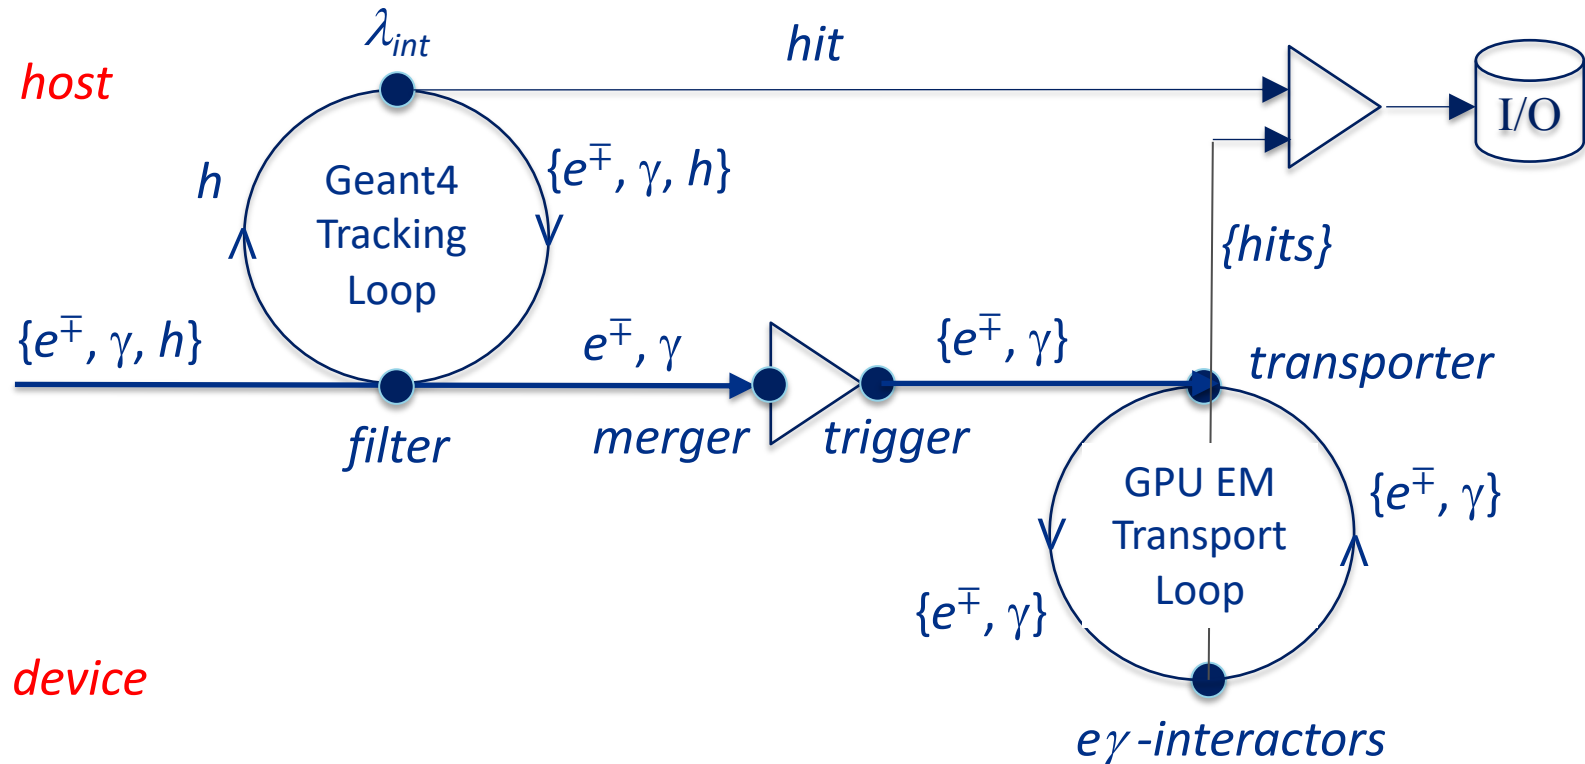 λint
hit
host
I/O
h
Geant4
Tracking
Loop
{e∓, γ, h}
{hits}
{e∓, γ, h}
e∓, γ
{e∓, γ}
transporter
filter
merger
trigger
GPU EM
Transport
Loop
{e∓, γ}
{e∓, γ}
device
eγ-interactors